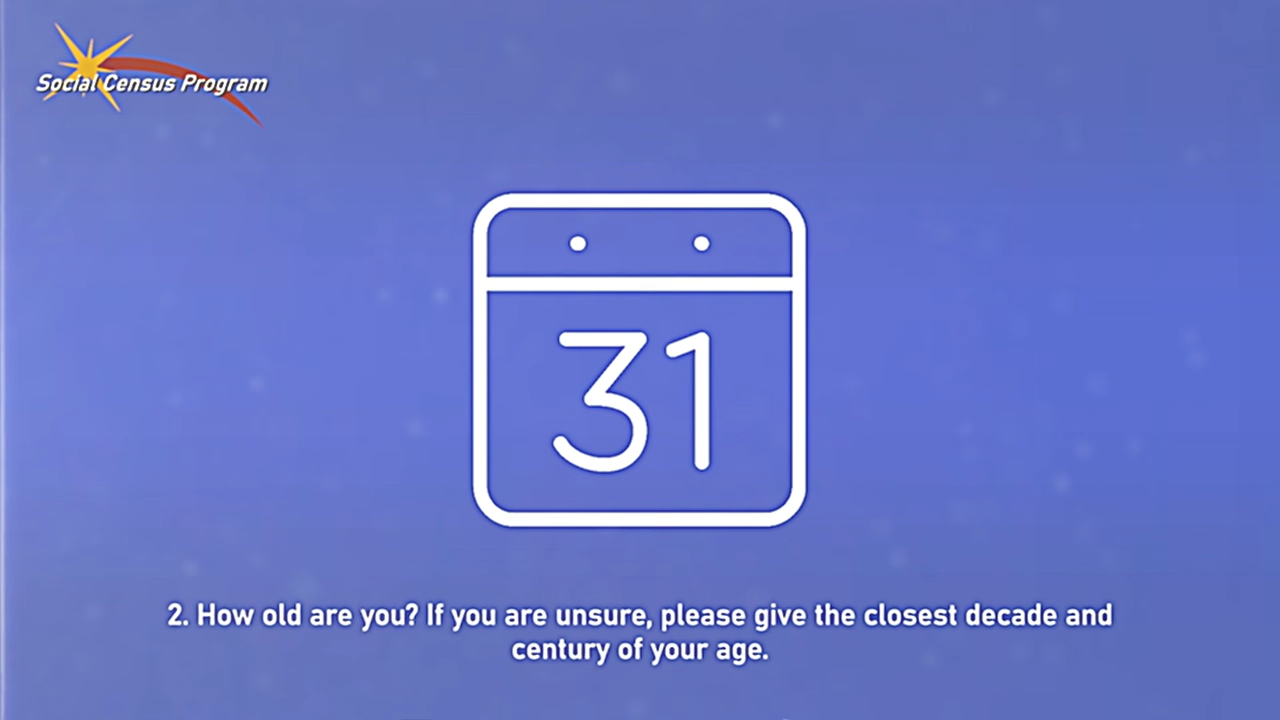 Social Census Program
31
2. How old are you? If you are unsure, please give the closest decade and
century of your age.